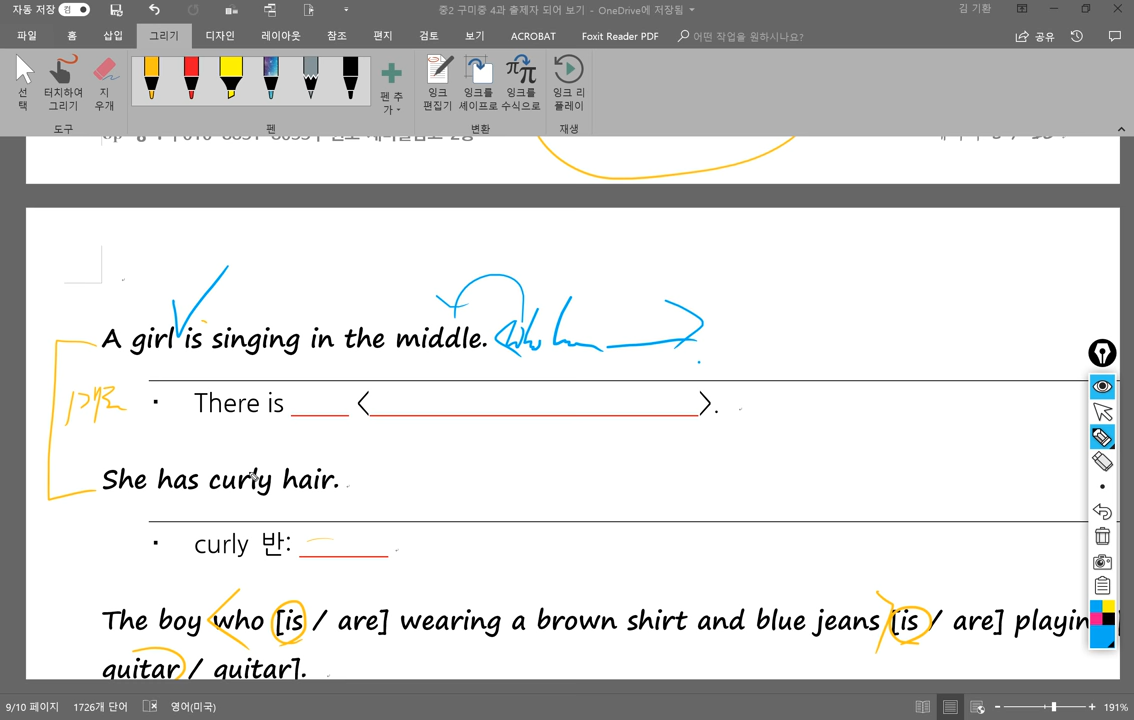 자동 저장 컴 중2 구미중 4과 출제자 되어 보기 - OneDrive에 저장됨 김 기환
파일 홈 삽입 그리기 디자인 레이아웃 참조 편지 검토 보기 ACROBAT Foxit Reader PDF 어떤 작업을 원하시나요? 공유
선택 터치하여 그리기 지우개 펜 추가 잉크 편집기 잉크를 셰이프로 잉크를 수식으로 잉크 리플레이
도구 펜 변환 재생
A girl is singing in the middle.
There is < >.
She has curly hair.
curly 반:
The boy who [is / are] wearing a brown shirt and blue jeans [is / are] playin
guitar / guitar].
9/10 페이지 1726개 단어 영어(미국) 191%